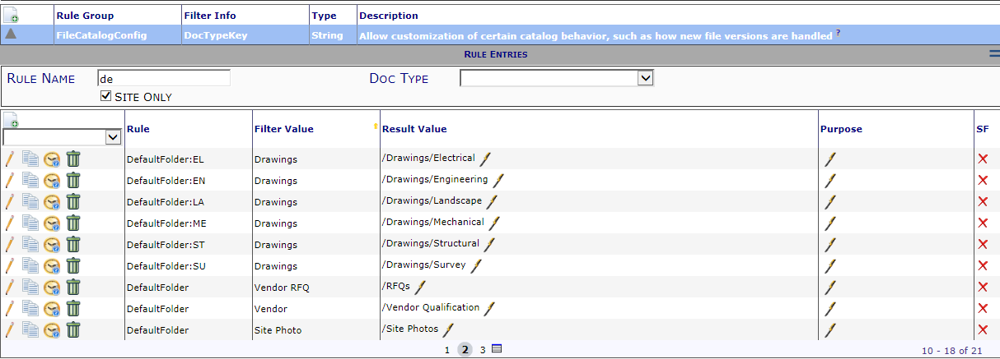 Rule Group Filter Info Type Description
FileCatalogConfig DocTypeKey String Allow customization of certain catalog behavior, such as how new file versions are handled ?
RULE ENTRIES
RULE NAME de DOC TYPE
SITE ONLY
Rule Filter Value Result Value Purpose SF
DefaultFolder:EL Drawings /Drawings/Electrical
DefaultFolder:EN Drawings /Drawings/Engineering
DefaultFolder:LA Drawings /Drawings/Landscape
DefaultFolder:ME Drawings /Drawings/Mechanical
DefaultFolder:ST Drawings /Drawings/Structural
DefaultFolder:SU Drawings /Drawings/Survey
DefaultFolder Vendor RFQ /RFQs
DefaultFolder Vendor /Vendor Qualification
DefaultFolder Site Photo /Site Photos
1 2 3 10 - 18 of 21